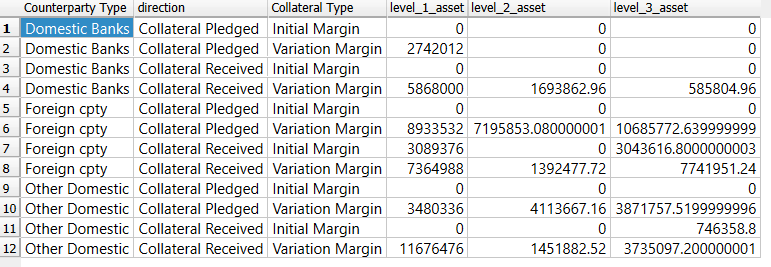 Counterparty Type direction Collateral Type level_1_asset level_2_asset level_3_asset
1 Domestic Banks Collateral Pledged Initial Margin 0 0 0
2 Domestic Banks Collateral Pledged Variation Margin 2742012 0 0
3 Domestic Banks Collateral Received Initial Margin 0 0 0
4 Domestic Banks Collateral Received Variation Margin 5868000 1693862.96 585804.96
5 Foreign cpty Collateral Pledged Initial Margin 0 0 0
6 Foreign cpty Collateral Pledged Variation Margin 8933532 7195853.080000001 10685772.639999999
7 Foreign cpty Collateral Received Initial Margin 3089376 0 3043616.8000000003
8 Foreign cpty Collateral Received Variation Margin 7364988 1392477.72 7741951.24
9 Other Domestic Collateral Pledged Initial Margin 0 0 0
10 Other Domestic Collateral Pledged Variation Margin 3480336 4113667.16 3871757.5199999996
11 Other Domestic Collateral Received Initial Margin 0 0 746358.8
12 Other Domestic Collateral Received Variation Margin 11676476 1451882.52 3735097.200000001